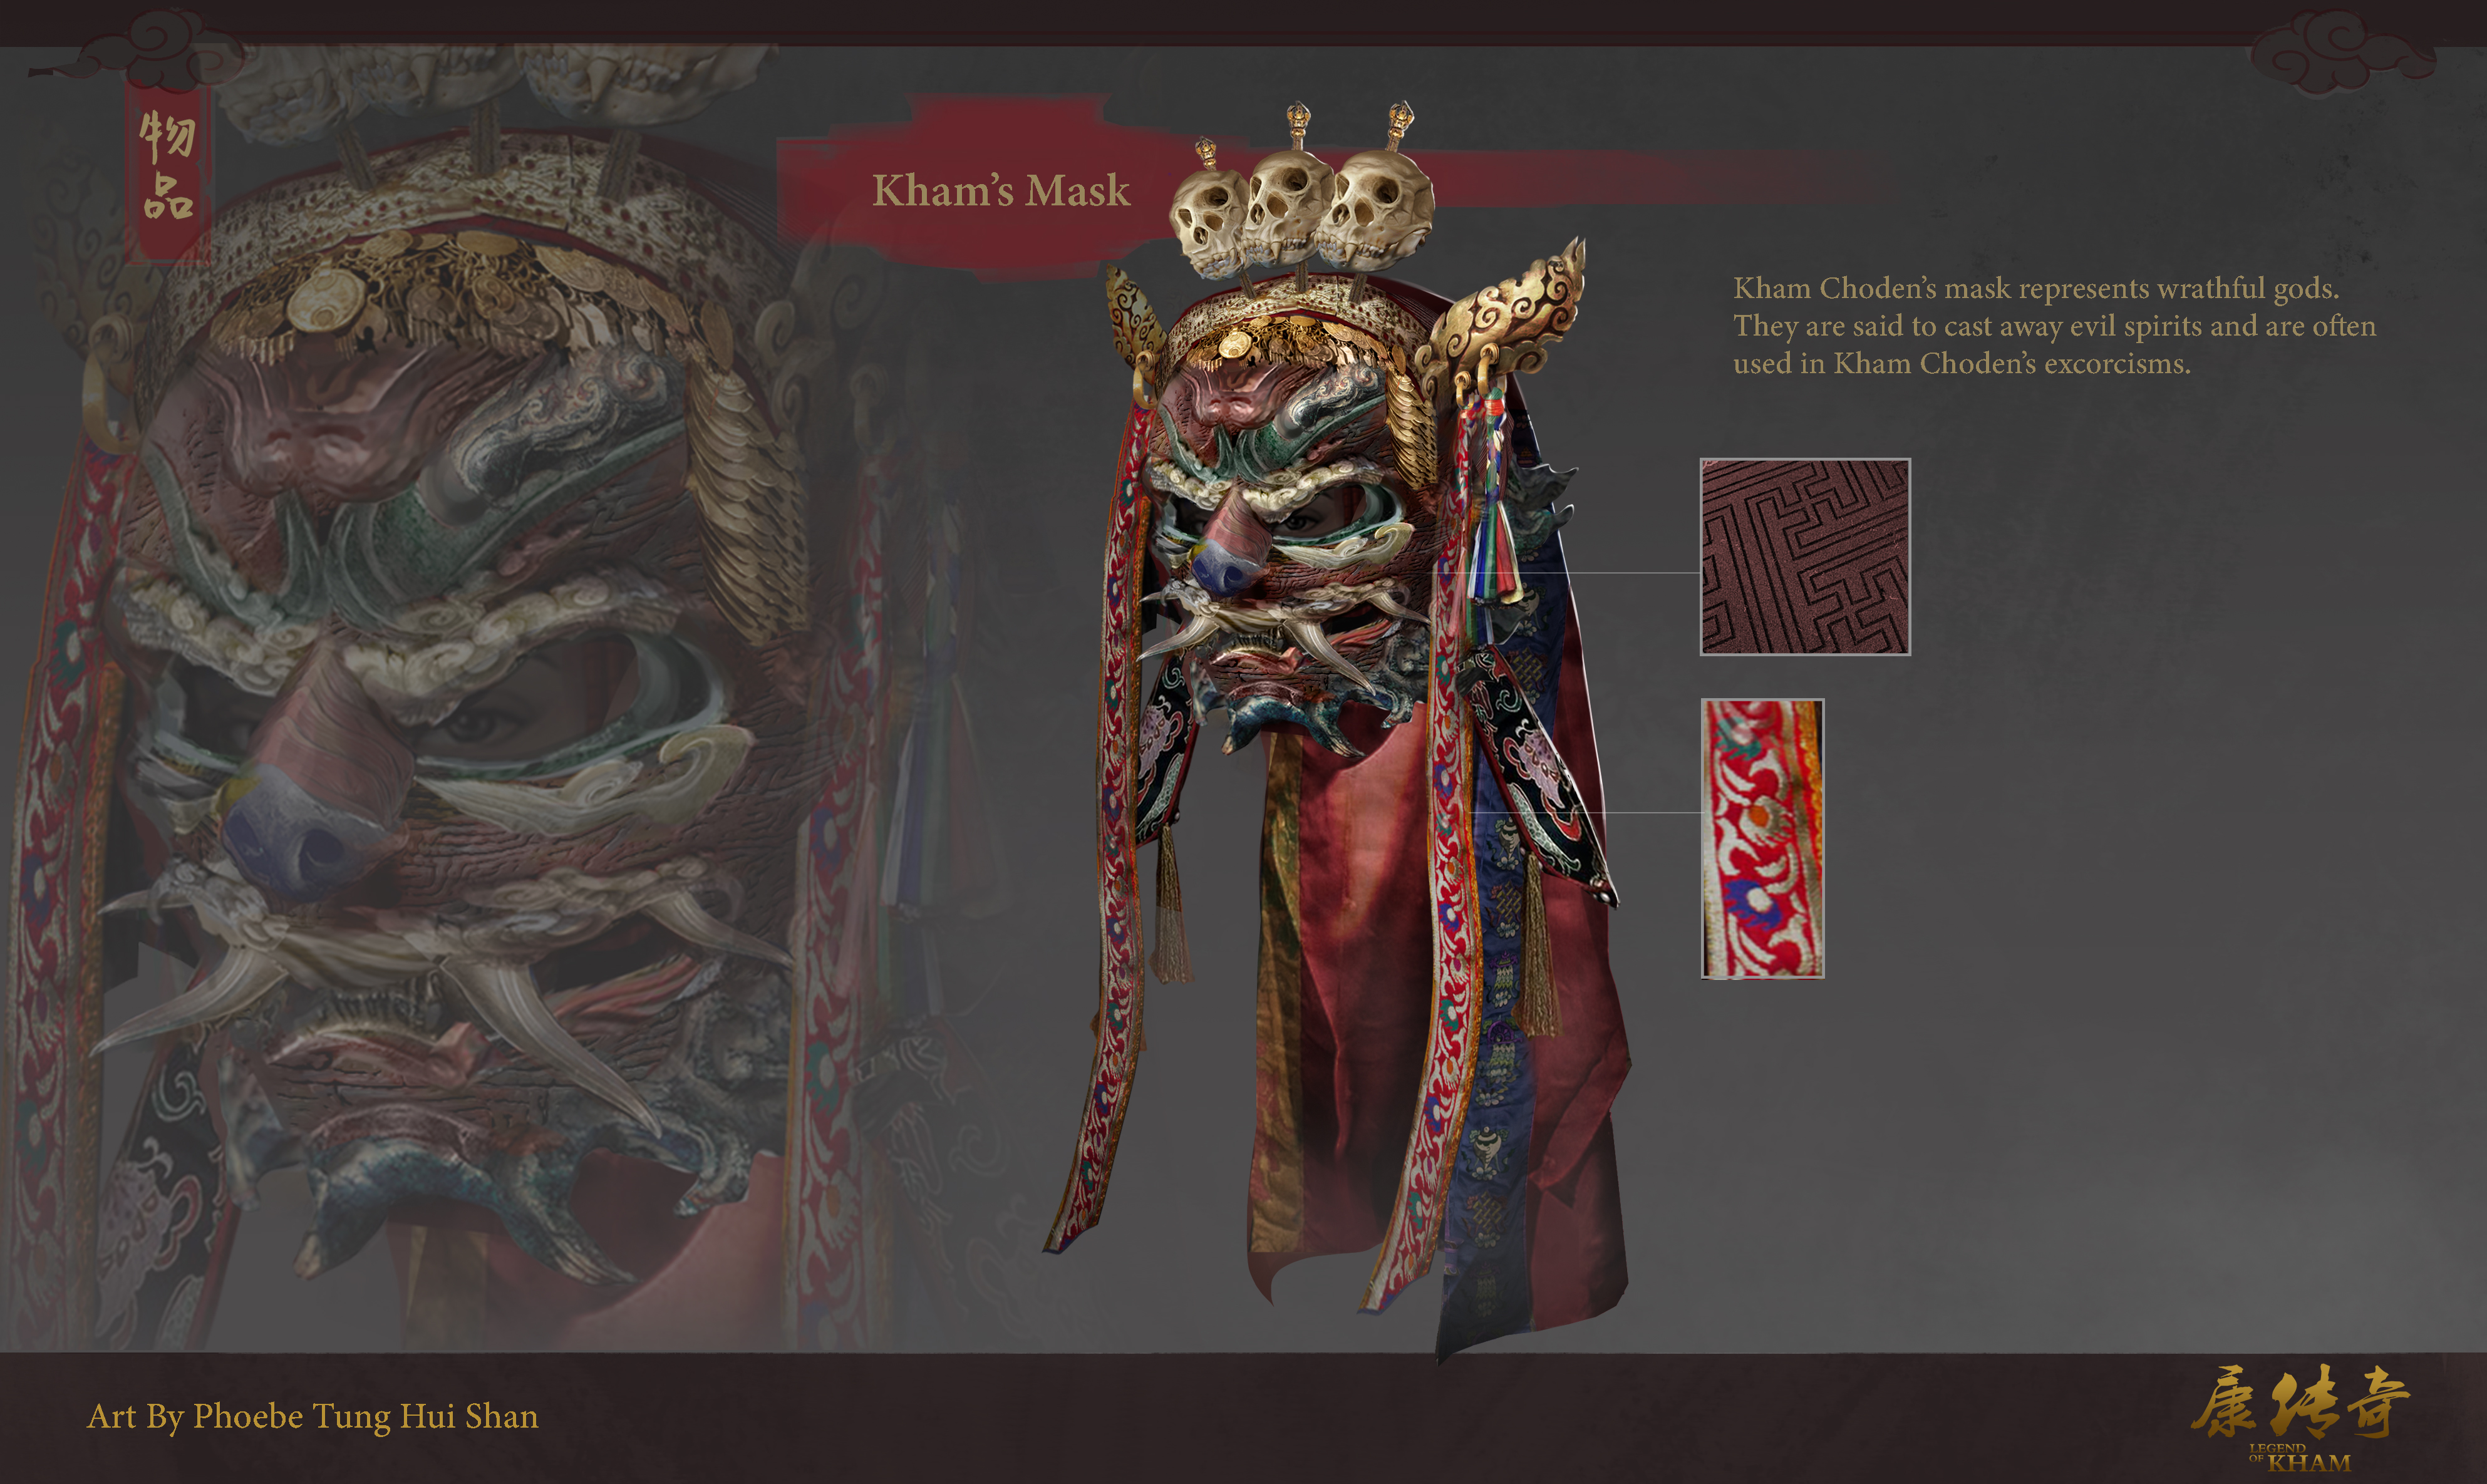 物
品
Kham’s Mask
Kham Choden’s mask represents wrathful gods.
They are said to cast away evil spirits and are often
used in Kham Choden’s excorcisms.
Art By Phoebe Tung Hui Shan
康传奇
LEGEND
OF KHAM